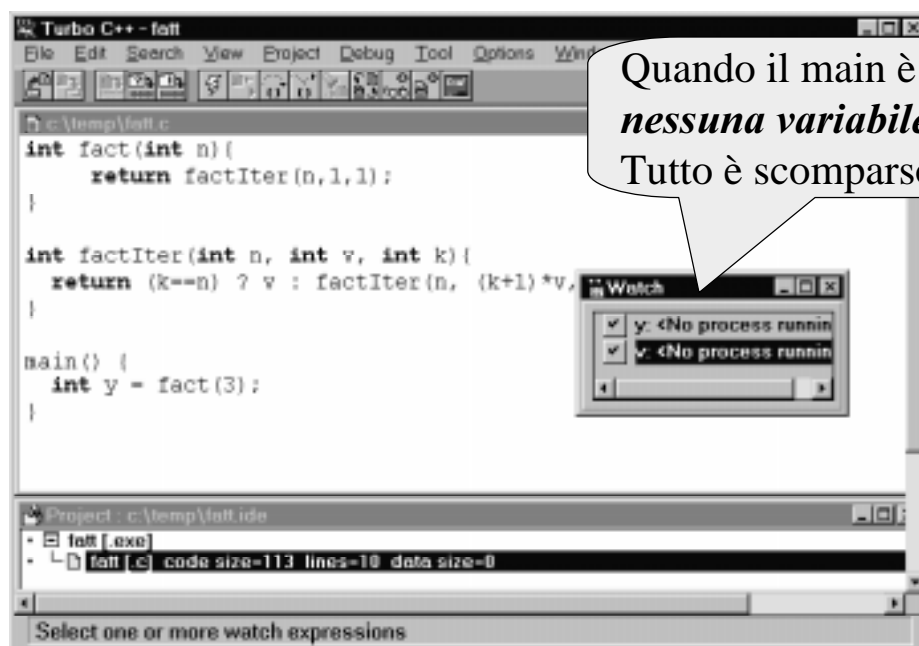 Turbo C++ - fatt
File Edit Search View Project Debug Tool Options Wind
Quando il main è
nessuna variabile
Tutto è scomparso
c:\temp\fatt.c
int fact(int n){
return factIter(n,1,1);
}
int factIter(int n, int v, int k){
return (k==n) ? v : factIter(n, (k+1)*v,
}
main() {
int y = fact(3);
}
Watch
y: <No process runnin
v: <No process runnin
Project : c:\temp\fatt.ide
fatt [.exe]
fatt [.c] code size=113 lines=10 data size=0
Select one or more watch expressions